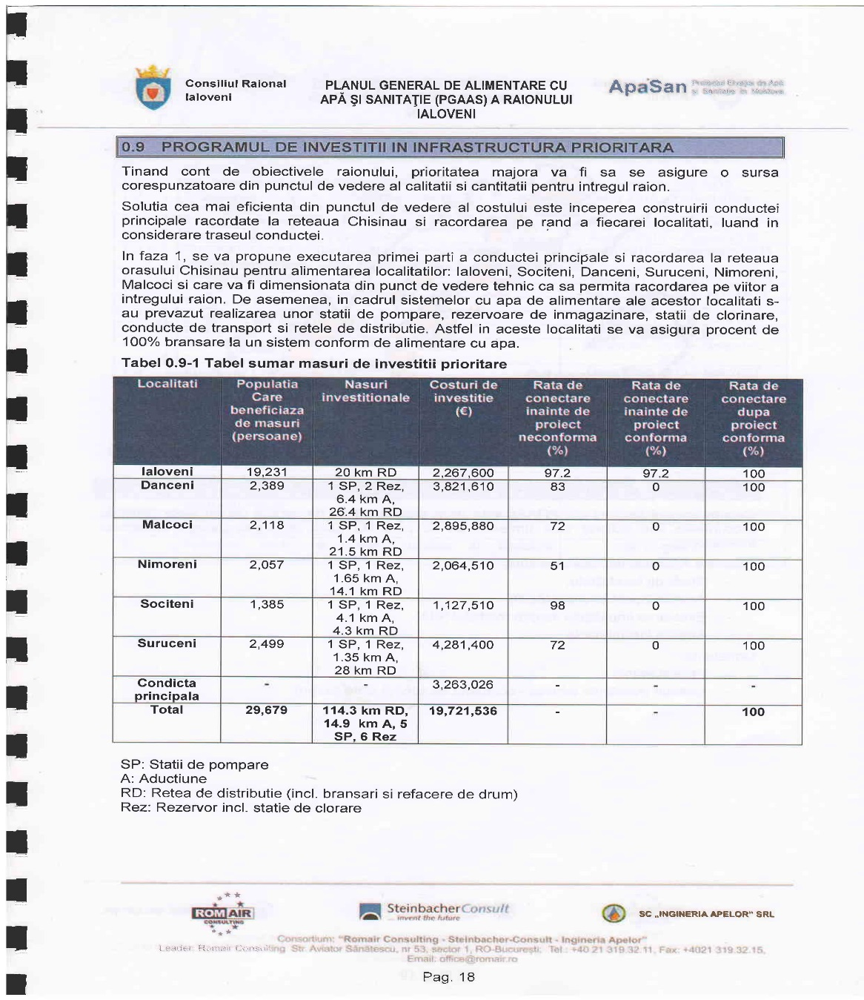 Consiliul Raional
Ialoveni
PLANUL GENERAL DE ALIMENTARE CU
APĂ ŞI SANITAŢIE (PGAAS) A RAIONULUI
IALOVENI
ApaSan
0.9 PROGRAMUL DE INVESTITII IN INFRASTRUCTURA PRIORITARA
Tinand cont de obiectivele raionului, prioritatea majora va fi sa se asigure o sursa
corespunzatoare din punctul de vedere al calitatii si cantitatii pentru intregul raion.
Solutia cea mai eficienta din punctul de vedere al costului este inceperea construirii conductei
principale racordate la reteaua Chisinau si racordarea pe rand a fiecarei localitati, luand in
considerare traseul conductei.
In faza 1, se va propune executarea primei parti a conductei principale si racordarea la reteaua
orasului Chisinau pentru alimentarea localitatilor: Ialoveni, Sociteni, Danceni, Suruceni, Nimoreni,
Malcoci si care va fi dimensionata din punct de vedere tehnic ca sa permita racordarea pe viitor a
intregului raion. De asemenea, in cadrul sistemelor cu apa de alimentare ale acestor localitati s-
au prevazut realizarea unor statii de pompare, rezervoare de inmagazinare, statii de clorinare,
conducte de transport si retele de distributie. Astfel in aceste localitati se va asigura procent de
100% bransare la un sistem conform de alimentare cu apa.
Tabel 0.9-1 Tabel sumar masuri de investitii prioritare
Localitati Populatia Nasuri Costuri de Rata de Rata de Rata de
Care investitionale investitie conectare conectare conectare
beneficiaza (€) inainte de inainte de dupa
de masuri proiect proiect proiect
(persoane) neconforma conforma conforma
(%) (%) (%)
Ialoveni 19,231 20 km RD 2,267,600 97.2 97.2 100
Danceni 2,389 1 SP, 2 Rez, 3,821,610 83 0 100
6.4 km A,
26.4 km RD
Malcoci 2,118 1 SP, 1 Rez, 2,895,880 72 0 100
1.4 km A,
21.5 km RD
Nimoreni 2,057 1 SP, 1 Rez, 2,064,510 51 0 100
1.65 km A,
14.1 km RD
Sociteni 1,385 1 SP, 1 Rez, 1,127,510 98 0 100
4.1 km A,
4.3 km RD
Suruceni 2,499 1 SP, 1 Rez, 4,281,400 72 0 100
1.35 km A,
28 km RD
Condicta - - 3,263,026 - - -
principala
Total 29,679 114.3 km RD, 19,721,536 - - 100
14.9 km A, 5
SP, 6 Rez
SP: Statii de pompare
A: Aductiune
RD: Retea de distributie (incl. bransari si refacere de drum)
Rez: Rezervor incl. statie de clorare
ROMAIR
CONSULTING
SteinbacherConsult
... invent the future
SC „INGINERIA APELOR" SRL
Consortium: "Romair Consulting - Steinbacher-Consult - Ingineria Apelor"
Leader: Romair Consulting Str. Aviator Sănătescu, nr 53, sector 1, RO-Bucureşti; Tel.: +40 21 319.32.11, Fax: +4021 319.32.15,
Email: office@romair.ro
Pag. 18